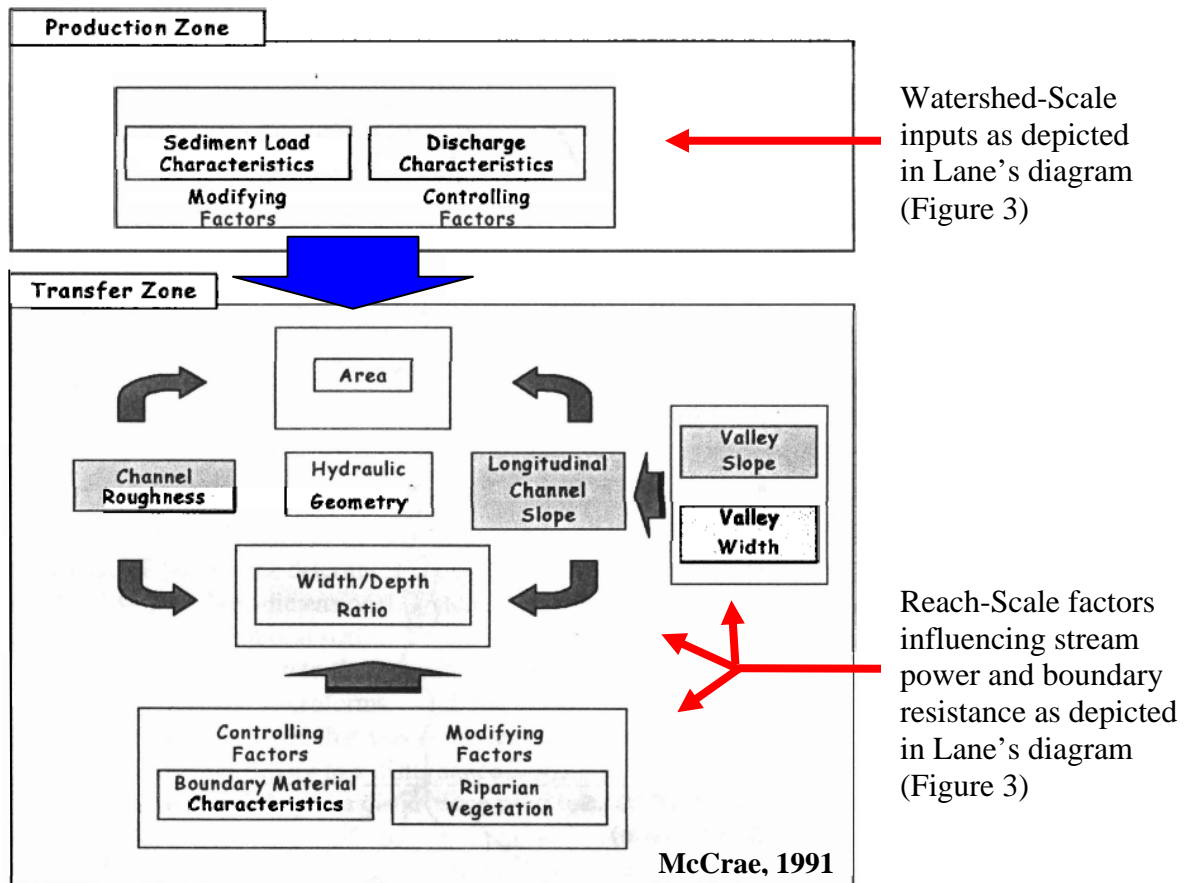 Production Zone
Sediment Load
Characteristics
Discharge
Characteristics
Modifying
Factors
Controlling
Factors
Watershed-Scale
inputs as depicted
in Lane's diagram
(Figure 3)
Transfer Zone
Area
Channel
Roughness
Hydraulic
Geometry
Longitudinal
Channel
Slope
Valley
Slope
Valley
Width
Width/Depth
Ratio
Reach-Scale factors
influencing stream
power and boundary
resistance as depicted
in Lane's diagram
(Figure 3)
Controlling
Factors
Modifying
Factors
Boundary Material
Characteristics
Riparian
Vegetation
McCrae, 1991